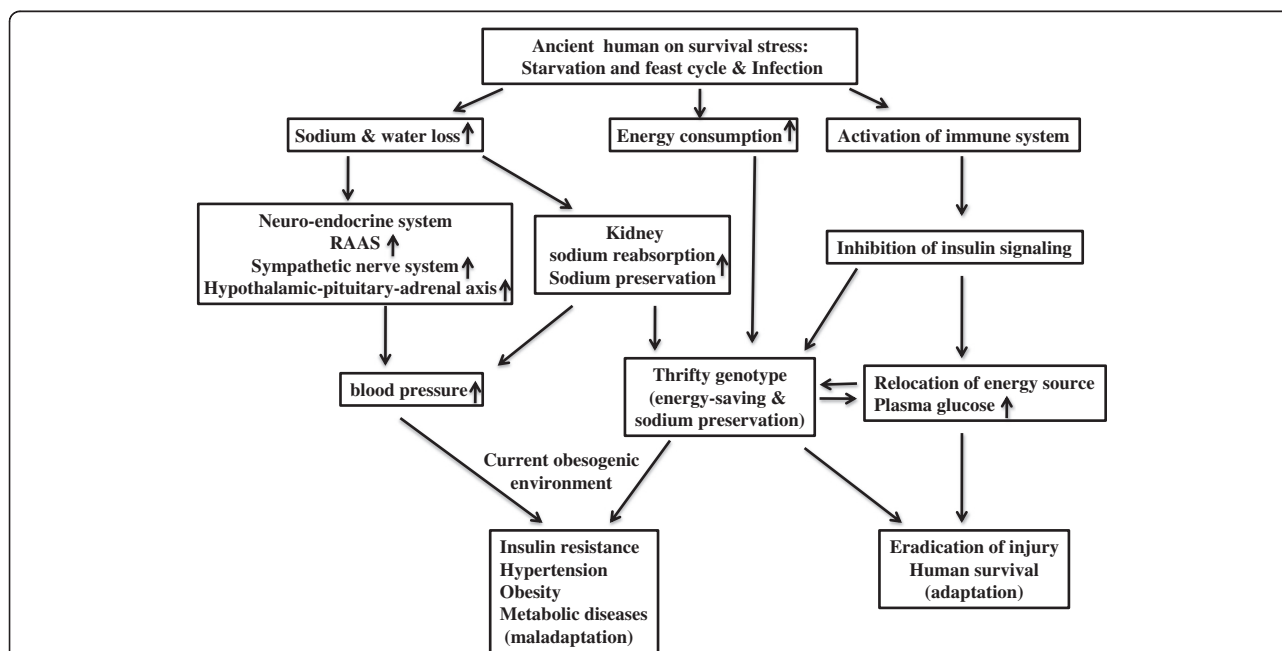 Ancient human on survival stress:
Starvation and feast cycle & Infection
Sodium & water loss↑
Energy consumption↑
Activation of immune system
Neuro-endocrine system
RAAS ↑
Sympathetic nerve system↑
Hypothalamic-pituitary-adrenal axis↑
Kidney
sodium reabsorption
Sodium preservation↑
Inhibition of insulin signaling
blood pressure↑
Thrifty genotype
(energy-saving &
sodium preservation)
Relocation of energy source
Plasma glucose ↑
Current obesogenic
environment
Insulin resistance
Hypertension
Obesity
Metabolic diseases
(maladaptation)
Eradication of injury
Human survival
(adaptation)